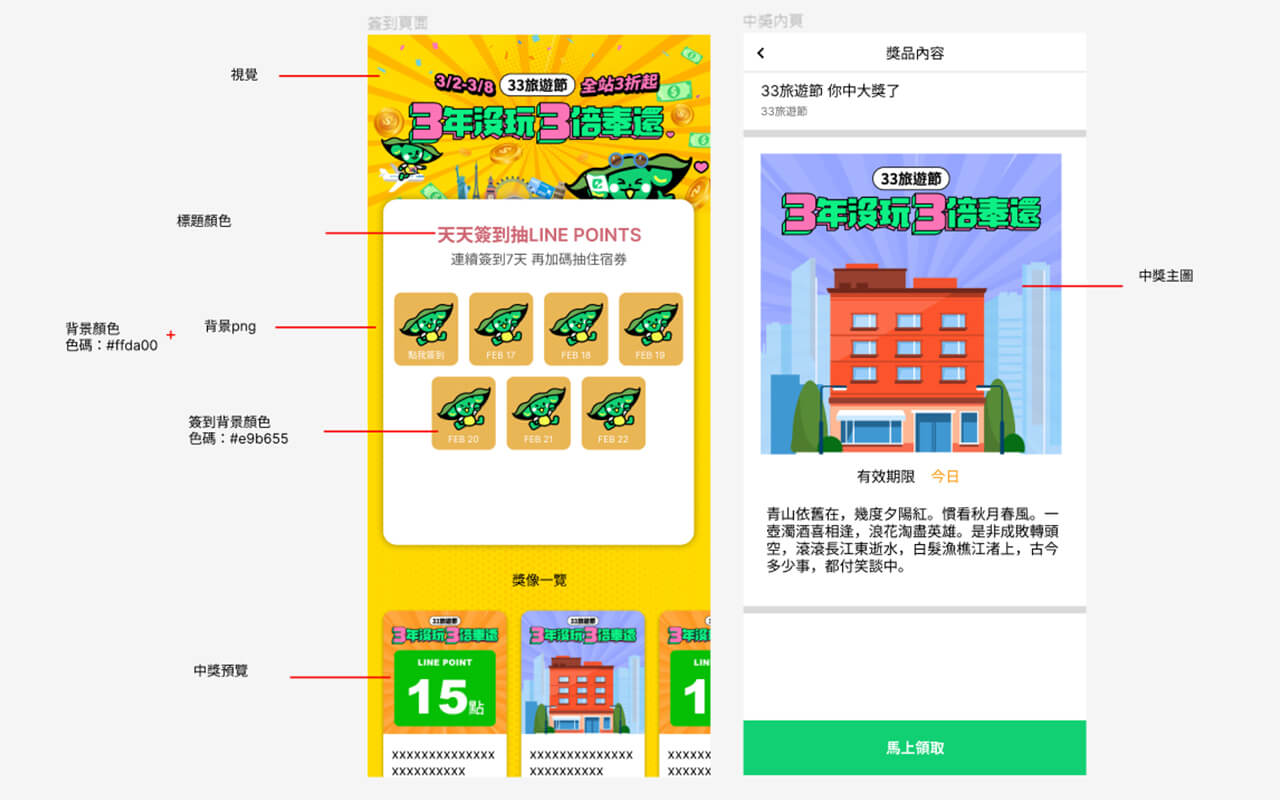 簽到頁面
視覺
3/2-3/8
33旅遊節
全站3折起
3年沒玩3倍奉還
標題顏色
天天簽到抽LINE POINTS
連續簽到7天 再加碼抽住宿券
背景顏色
色碼：#ffda00
+
背景png
點我簽到
FEB 17
FEB 18
FEB 19
簽到背景顏色
色碼：#e9b655
FEB 20
FEB 21
FEB 22
獎像一覽
中獎預覽
33旅遊節
3年沒玩3倍奉還
LINE POINT
15點
XXXXXXXXXXXXXX
XXXXXXXXXX
33旅遊節
3年沒玩3倍奉還
XXXXXXXXXXXXXX
XXXXXXXXXX
3年沒玩
LIN
1
XXXXXX
XXXXXX
中獎內頁
獎品內容
33旅遊節 你中大獎了
33旅遊節
33旅遊節
3年沒玩3倍奉還
中獎主圖
有效期限 今日
青山依舊在，幾度夕陽紅。慣看秋月春風。一
壺濁酒喜相逢，浪花淘盡英雄。是非成敗轉頭
空，滾滾長江東逝水，白髮漁樵江渚上，古今
多少事，都付笑談中。
馬上領取